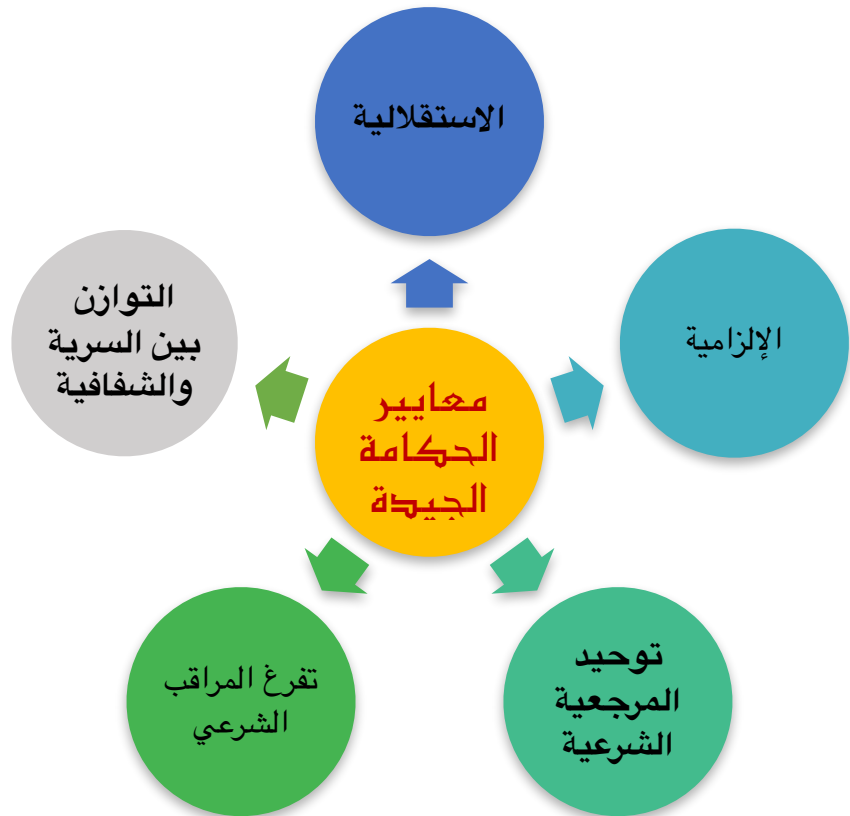 الاستقلالية
التوازن
بين السرية
والشفافية
الإلزامية
معايير
الحكامة
الجيدة
تفرغ المراقب
الشرعي
توحيد
المرجعية
الشرعية